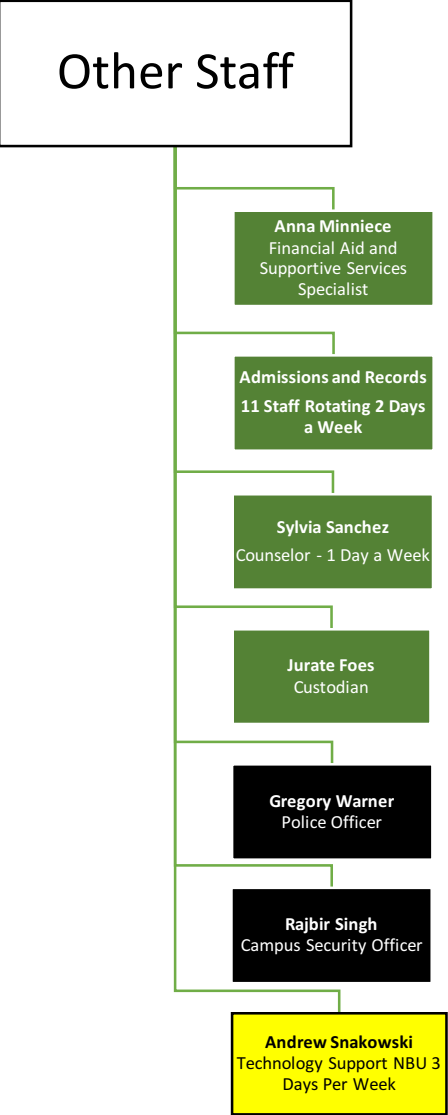 Other Staff
Anna Minniece
Financial Aid and
Supportive Services
Specialist
Admissions and Records
11 Staff Rotating 2 Days
a Week
Sylvia Sanchez
Counselor - 1 Day a Week
Jurate Foes
Custodian
Gregory Warner
Police Officer
Rajbir Singh
Campus Security Officer
Andrew Snakowski
Technology Support NBU 3
Days Per Week